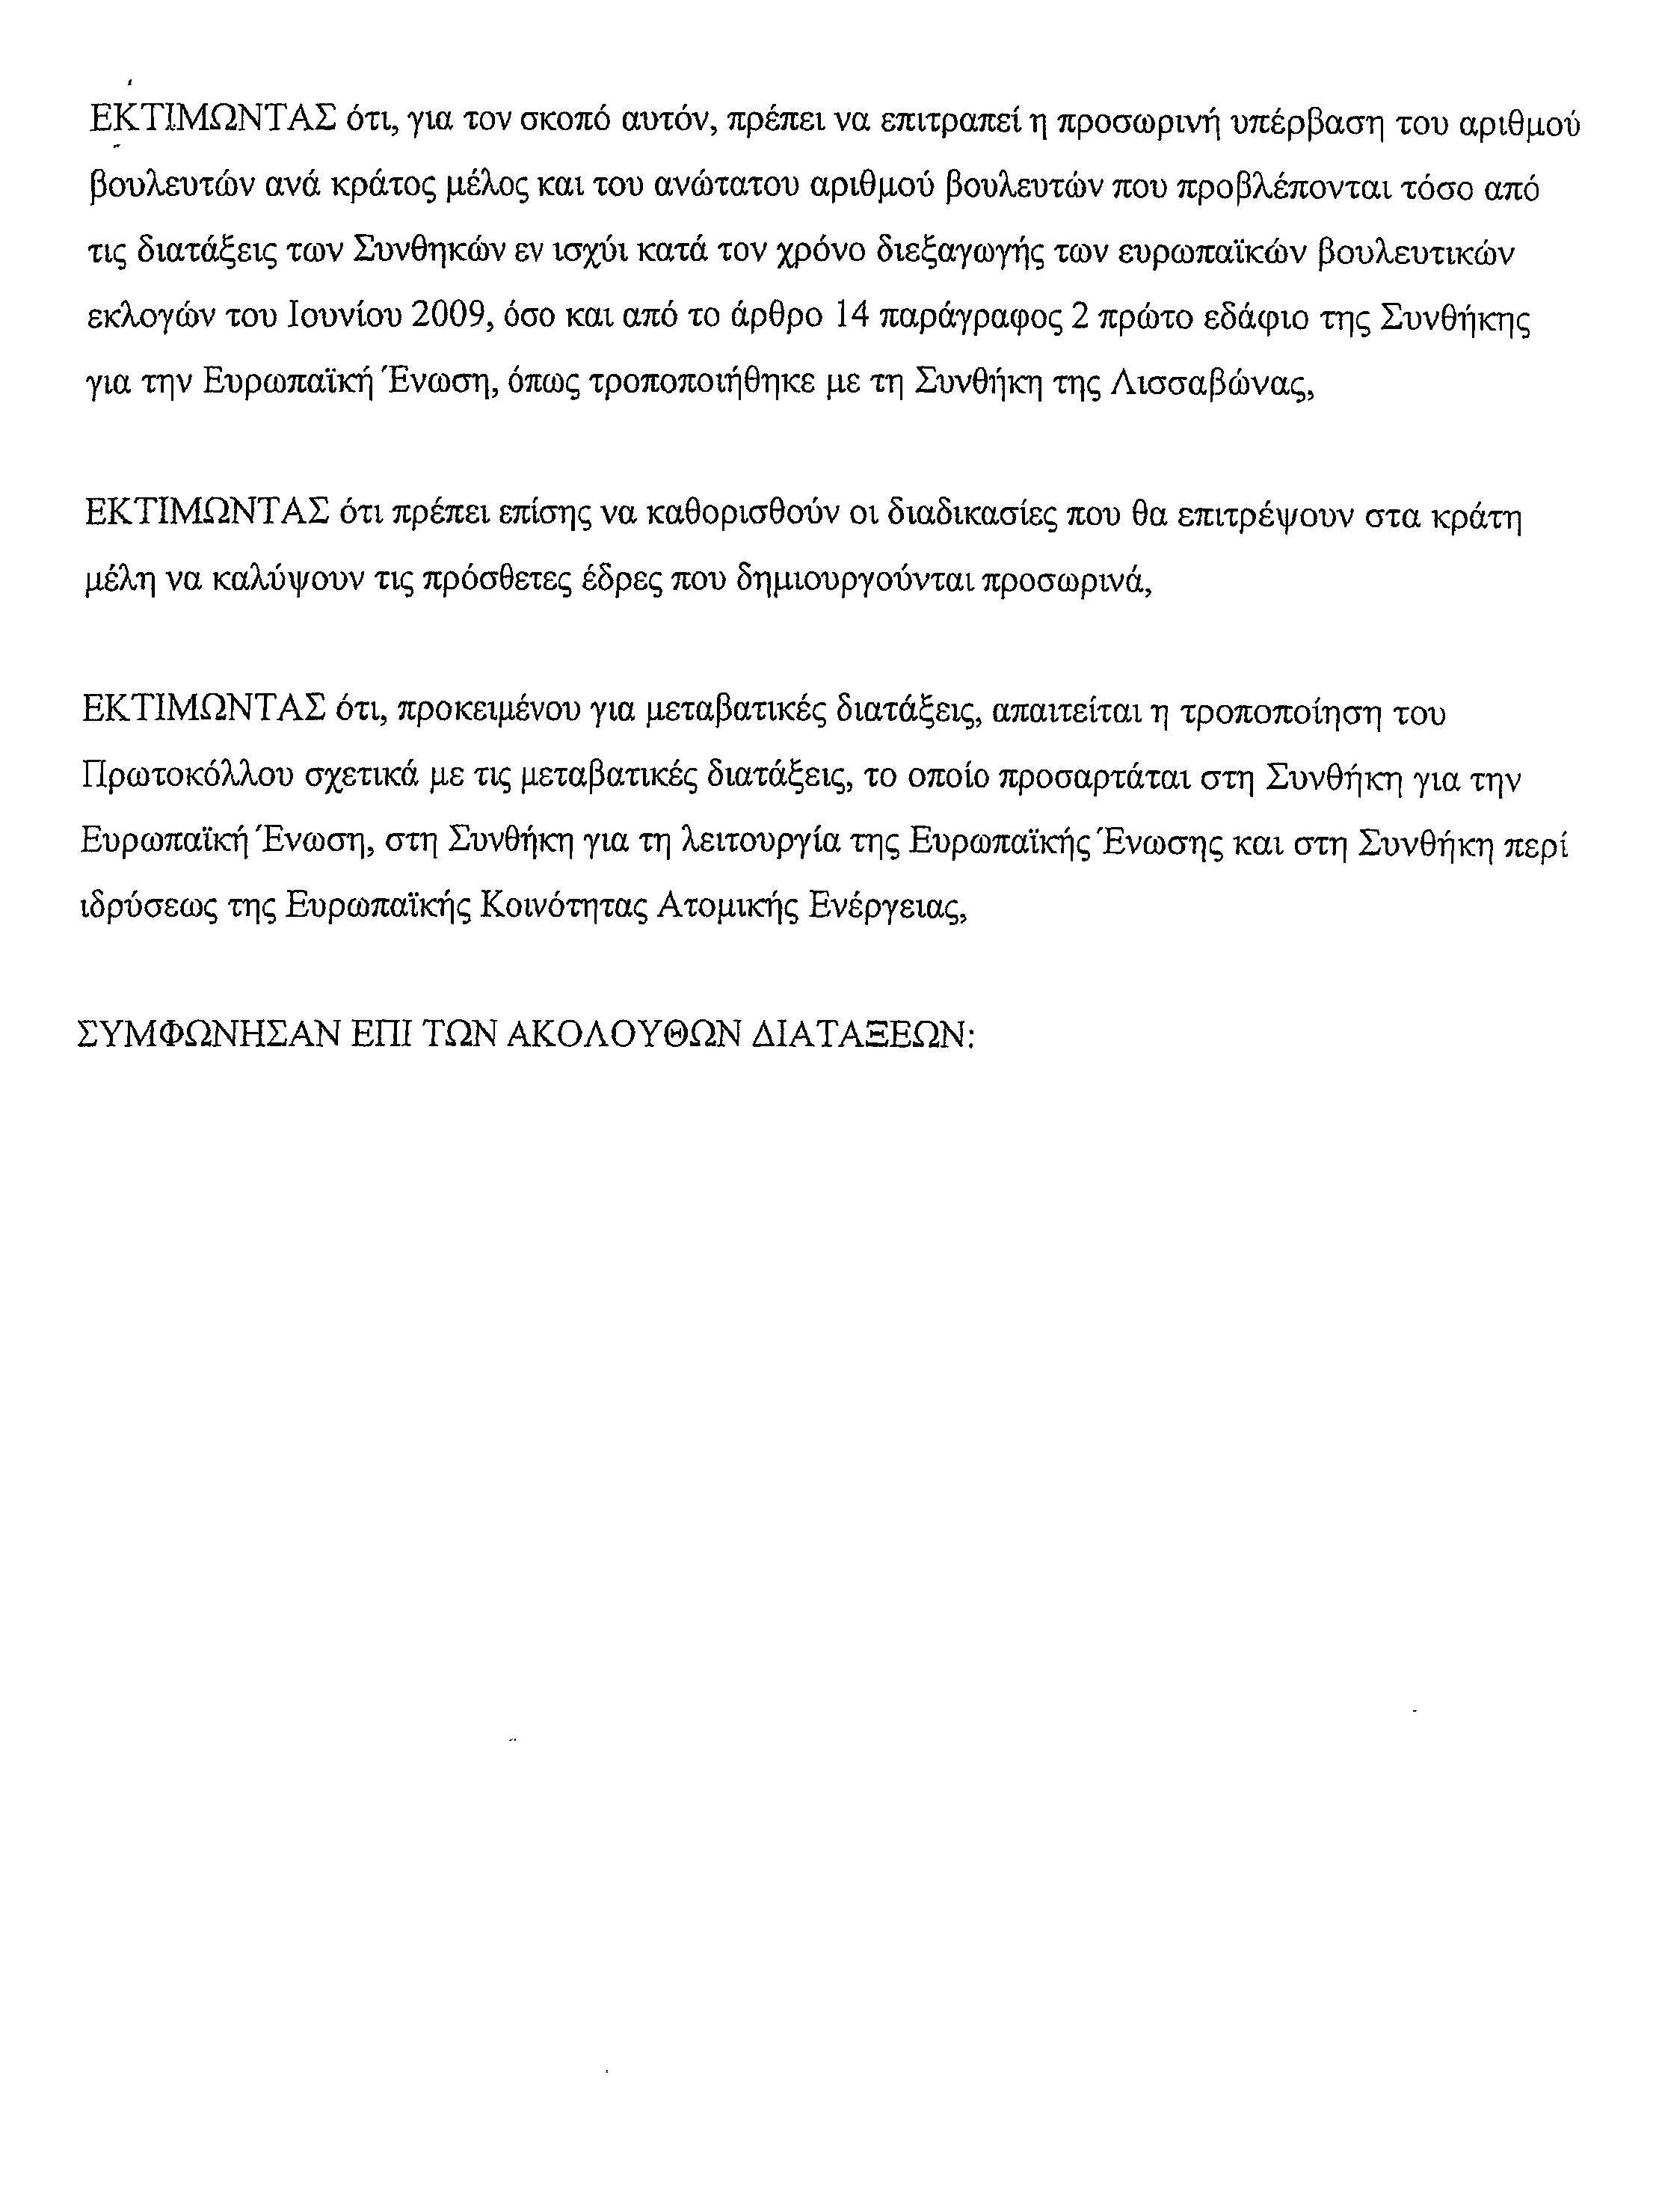 ΕΚΤΙΜΩΝΤΑΣ ότι, για τον σκοπό αυτόν, πρέπει να επιτραπεί η προσωρινή υπέρβαση του αριθμού
βουλευτών ανά κράτος μέλος και του ανώτατου αριθμού βουλευτών που προβλέπονται τόσο από
τις διατάξεις των Συνθηκών εν ισχύι κατά τον χρόνο διεξαγωγής των ευρωπαϊκών βουλευτικών
εκλογών του Ιουνίου 2009, όσο και από το άρθρο 14 παράγραφος 2 πρώτο εδάφιο της Συνθήκης
για την Ευρωπαϊκή Ένωση, όπως τροποποιήθηκε με τη Συνθήκη της Λισσαβώνας,
ΕΚΤΙΜΩΝΤΑΣ ότι πρέπει επίσης να καθορισθούν οι διαδικασίες που θα επιτρέψουν στα κράτη
μέλη να καλύψουν τις πρόσθετες έδρες που δημιουργούνται προσωρινά,
ΕΚΤΙΜΩΝΤΑΣ ότι, προκειμένου για μεταβατικές διατάξεις, απαιτείται η τροποποίηση του
Πρωτοκόλλου σχετικά με τις μεταβατικές διατάξεις, το οποίο προσαρτάται στη Συνθήκη για την
Ευρωπαϊκή Ένωση, στη Συνθήκη για τη λειτουργία της Ευρωπαϊκής Ένωσης και στη Συνθήκη περί
ιδρύσεως της Ευρωπαϊκής Κοινότητας Ατομικής Ενέργειας,
ΣΥΜΦΩΝΗΣΑΝ ΕΠΙ ΤΩΝ ΑΚΟΛΟΥΘΩΝ ΔΙΑΤΑΞΕΩΝ: